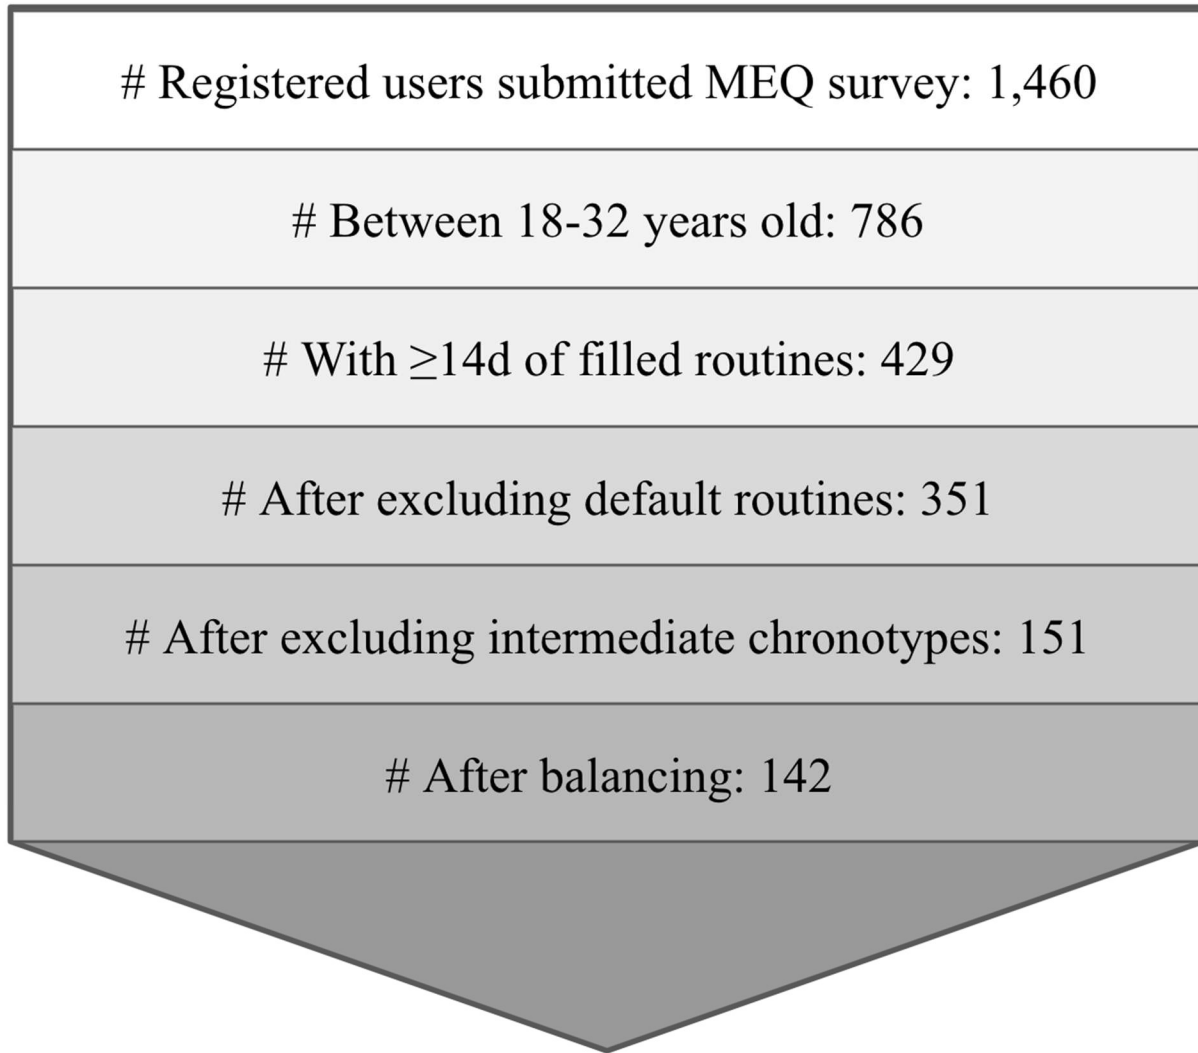 # Registered users submitted MEQ survey: 1,460
# Between 18-32 years old: 786
# With ≥14d of filled routines: 429
# After excluding default routines: 351
# After excluding intermediate chronotypes: 151
# After balancing: 142